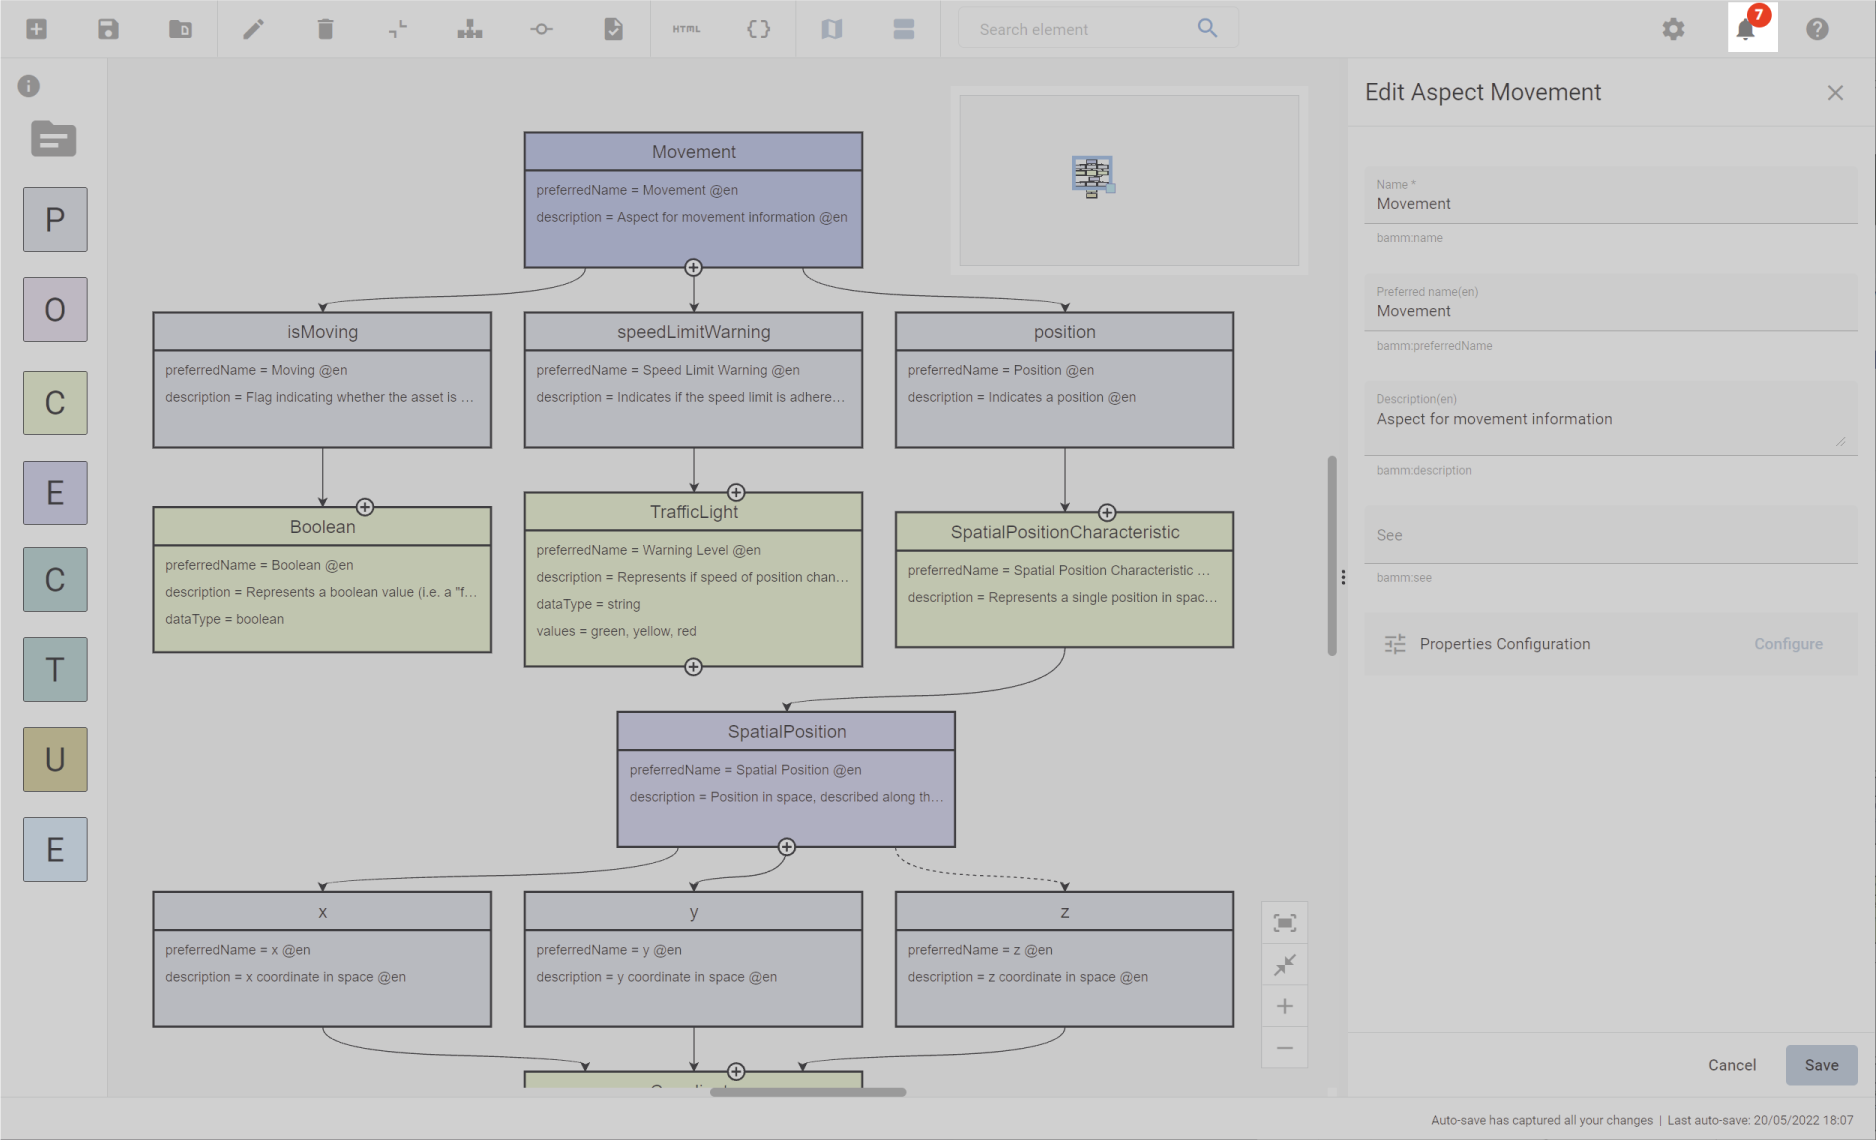 HTML
{}
Search element
7
P
O
C
E
C
T
U
E
Movement
preferredName = Movement @en
description = Aspect for movement information @en
isMoving
preferredName = Moving @en
description = Flag indicating whether the asset is ...
speedLimitWarning
preferredName = Speed Limit Warning @en
description = Indicates if the speed limit is adhere...
position
preferredName = Position @en
description = Indicates a position @en
Boolean
preferredName = Boolean @en
description = Represents a boolean value (i.e. a "f...
dataType = boolean
TrafficLight
preferredName = Warning Level @en
description = Represents if speed of position chan...
dataType = string
values = green, yellow, red
SpatialPositionCharacteristic
preferredName = Spatial Position Characteristic ...
description = Represents a single position in spac...
SpatialPosition
preferredName = Spatial Position @en
description = Position in space, described along th...
x
preferredName = x @en
description = x coordinate in space @en
y
preferredName = y @en
description = y coordinate in space @en
z
preferredName = z @en
description = z coordinate in space @en
Edit Aspect Movement
Name *
Movement
bamm:name
Preferred name(en)
Movement
bamm:preferredName
Description(en)
Aspect for movement information
bamm:description
See
bamm:see
Properties Configuration
Configure
Cancel
Save
Auto-save has captured all your changes | Last auto-save: 20/05/2022 18:07